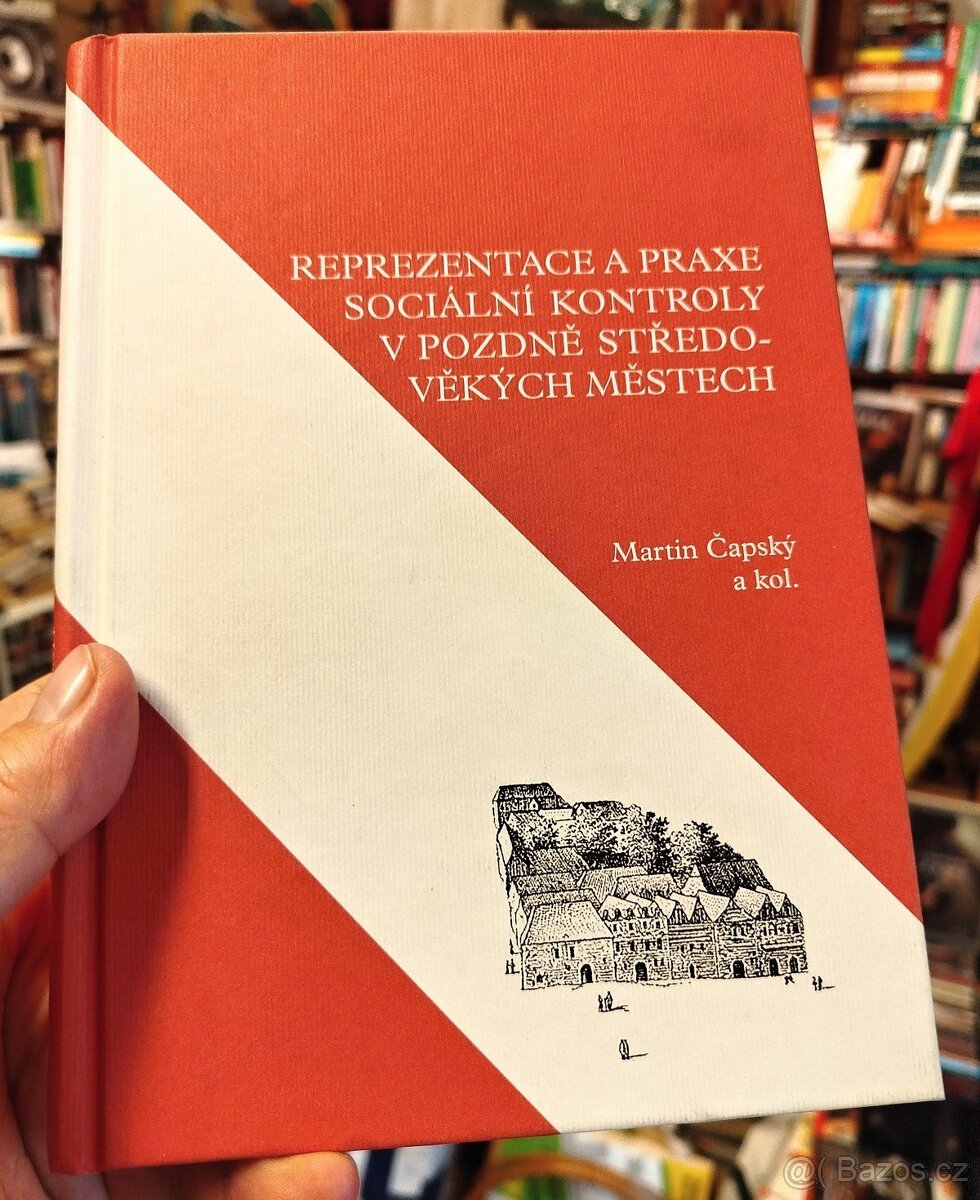 REPREZENTACE A PRAXE
SOCIÁLNÍ KONTROLY
V POZDNĚ STŘEDO-
VĚKÝCH MĚSTECH
Martin Čapský
a kol.
@( Bazos.cz